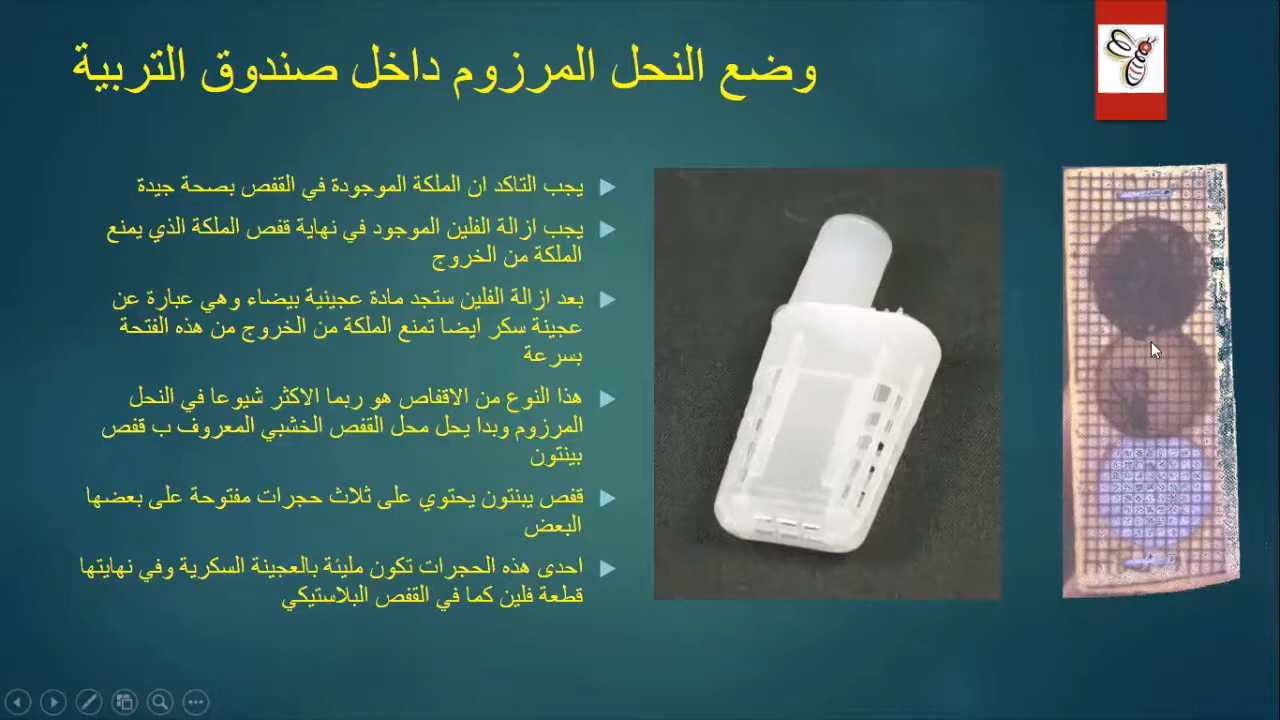 وضع النحل المرزوم داخل صندوق التربية
يجب التاكد ان الملكة الموجودة في القفص بصحة جيدة
يجب ازالة الفلين الموجود في نهاية قفص الملكة الذي يمنع
الملكة من الخروج
بعد ازالة الفلين ستجد مادة عجينية بيضاء وهي عبارة عن
عجينة سكر ايضا تمنع الملكة من الخروج من هذه الفتحة
بسرعة
هذا النوع من الاقفاص هو ربما الاكثر شيوعا في النحل
المرزوم وبدا يحل محل القفص الخشبي المعروف ب قفص
بينتون
قفص بينتون يحتوي على ثلاث حجرات مفتوحة على بعضها
البعض
احدى هذه الحجرات تكون مليئة بالعجينة السكرية وفي نهايتها
قطعة فلين كما في القفص البلاستيكي